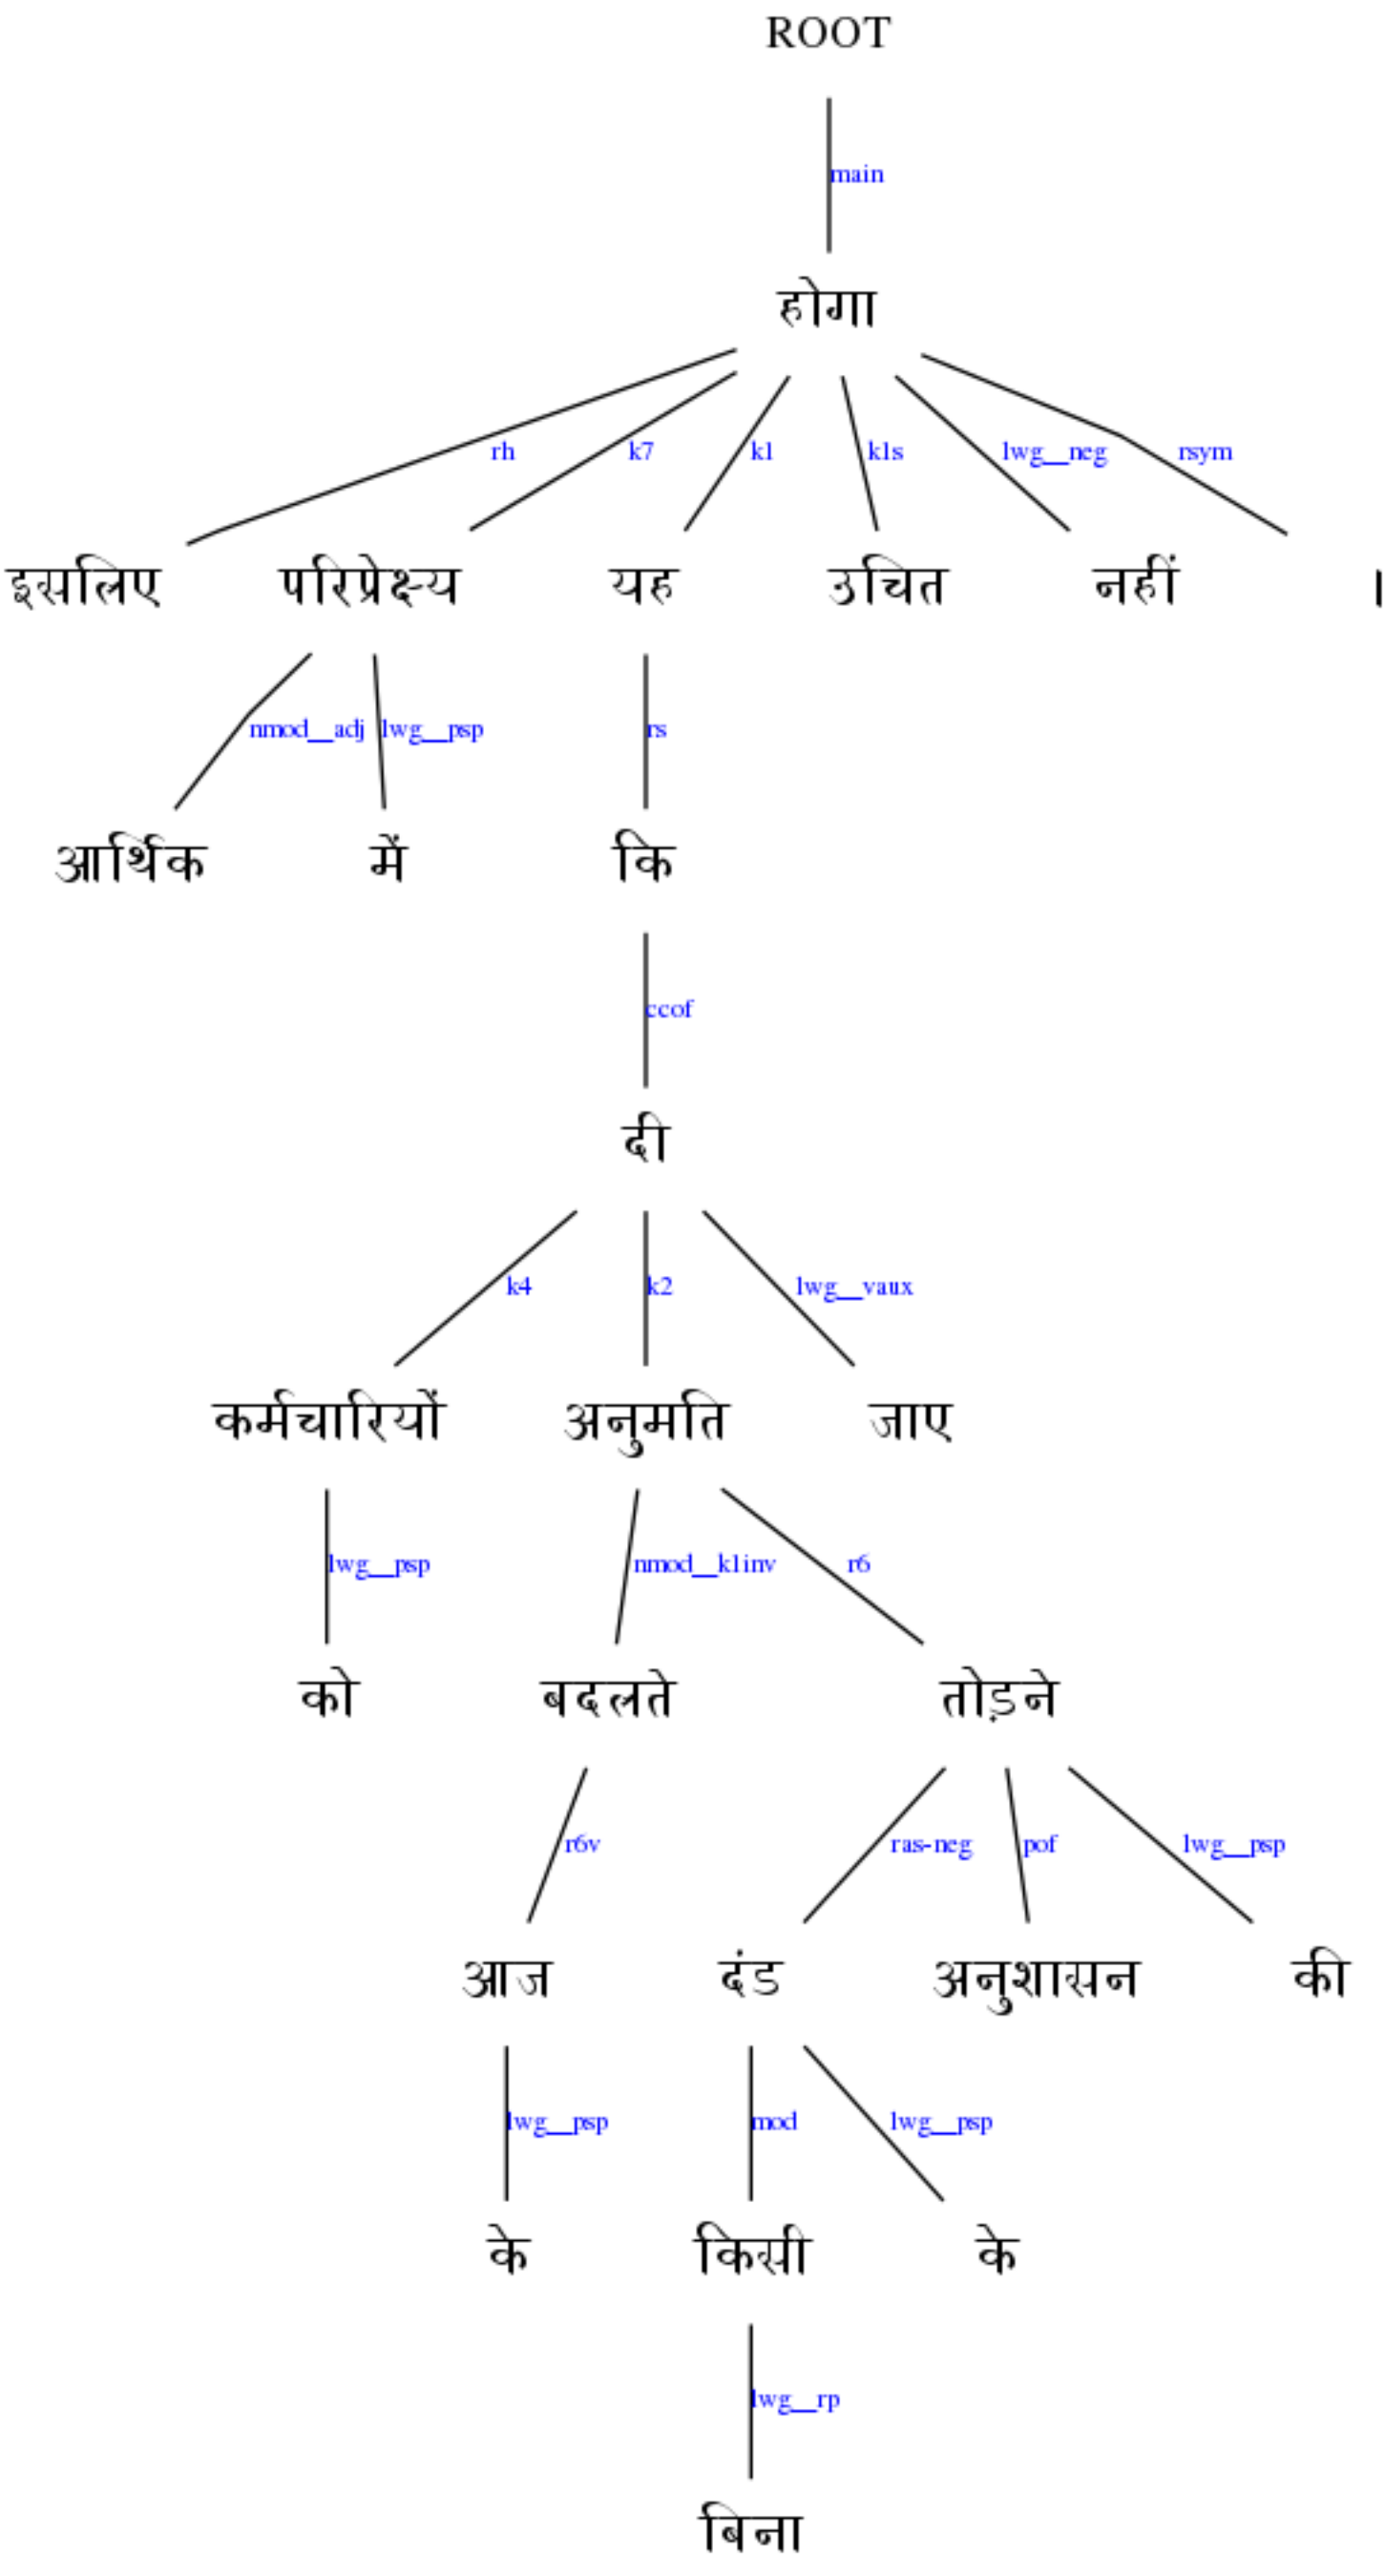 ROOT
main
होगा
rh k7 k1 k1s lwg__neg rsym
इसलिए परिप्रेक्ष्य यह उचित नहीं ।
nmod__adj lwg__psp rs
आर्थिक में कि
ccof
दी
k4 k2 lwg__vaux
कर्मचारियों अनुमति जाए
lwg__psp nmod__k1inv r6
को बदलते तोड़ने
r6v ras-neg pof lwg__psp
आज दंड अनुशासन की
lwg__psp mod lwg__psp
के किसी के
lwg__rp
बिना